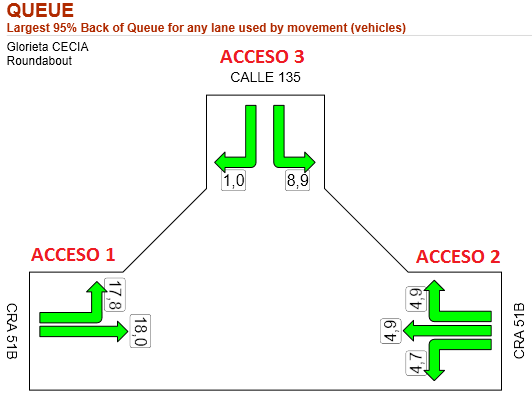 QUEUE
Largest 95% Back of Queue for any lane used by movement (vehicles)
Glorieta CECIA
Roundabout
ACCESO 3
CALLE 135
1,0
8,9
ACCESO 1
ACCESO 2
CRA 51B
17,8
18,0
4,9
4,9
4,7
CRA 51B